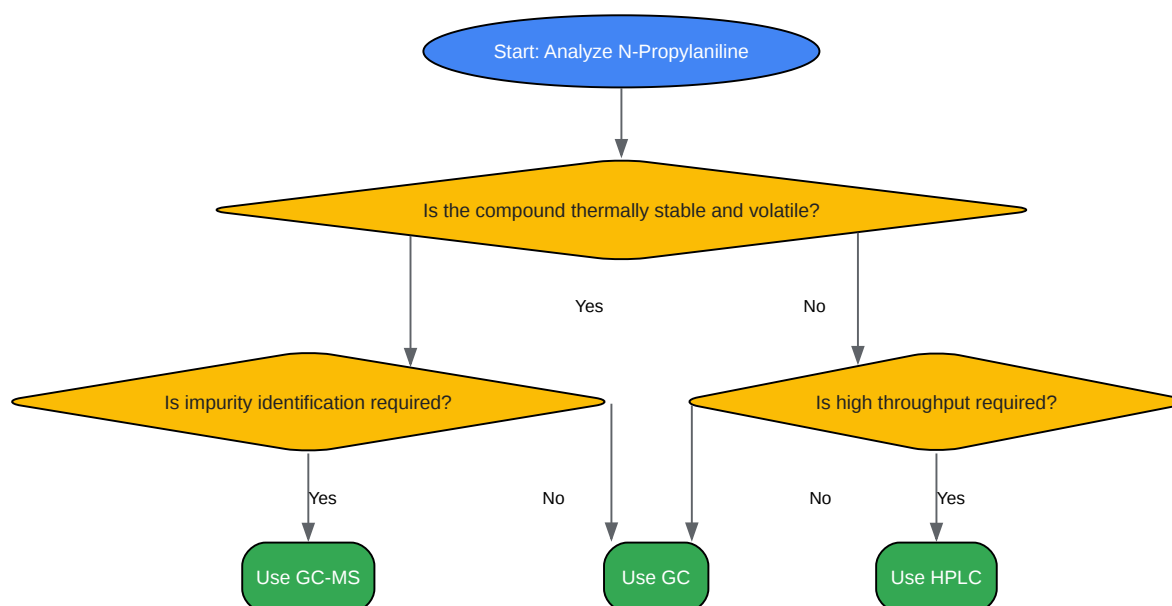 Start: Analyze N-Propylaniline
Is the compound thermally stable and volatile?
Yes
No
Is impurity identification required?
Is high throughput required?
Yes
No
No
Yes
Use GC-MS
Use GC
Use HPLC